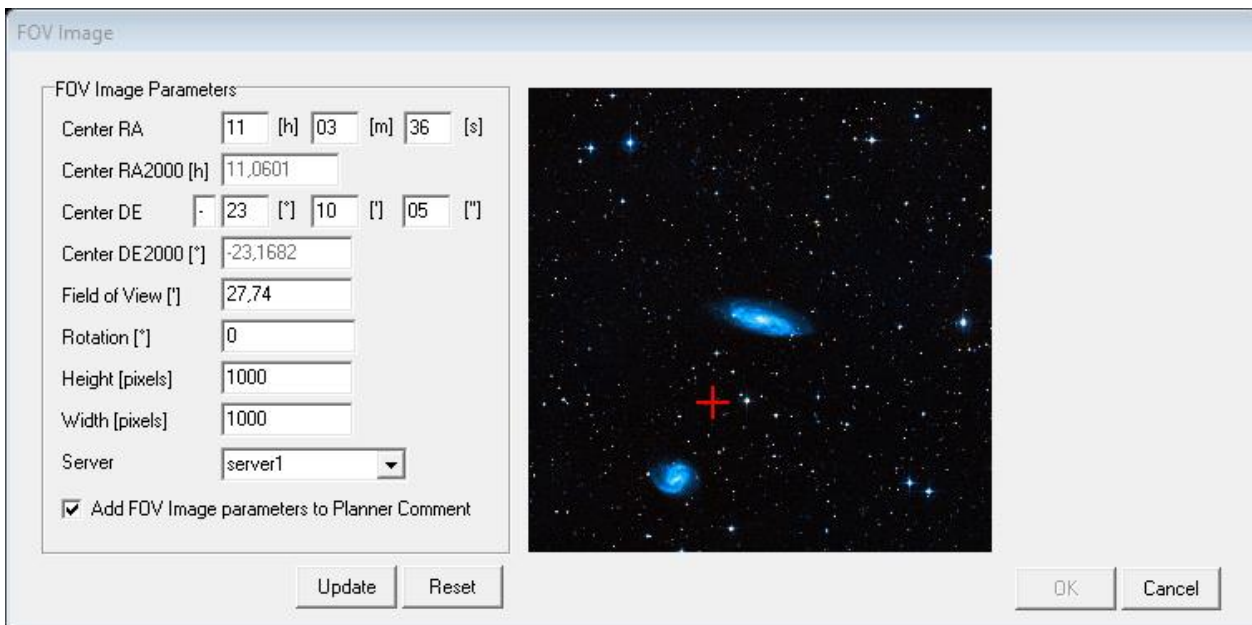 FOV Image
FOV Image Parameters
Center RA 11 [h] 03 [m] 36 [s]
Center RA2000 [h] 11,0601
Center DE - 23 [°] 10 ['] 05 ["]
Center DE2000 [°] -23,1682
Field of View ['] 27,74
Rotation [°] 0
Height [pixels] 1000
Width [pixels] 1000
Server server1
Add FOV Image parameters to Planner Comment
Update Reset
OK Cancel